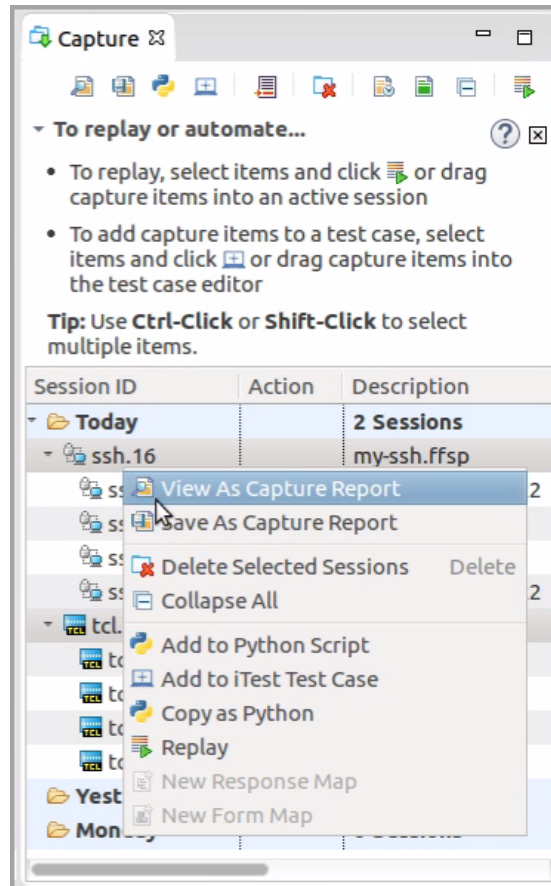 Capture
To replay or automate...
To replay, select items and click or drag
capture items into an active session
To add capture items to a test case, select
items and click or drag capture items into
the test case editor
Tip: Use Ctrl-Click or Shift-Click to select
multiple items.
Session ID Action Description
Today 2 Sessions
ssh.16 my-ssh.ffsp
View As Capture Report
Save As Capture Report
Delete Selected Sessions Delete
Collapse All
tcl.
Add to Python Script
Add to iTest Test Case
Copy as Python
Replay
New Response Map
New Form Map